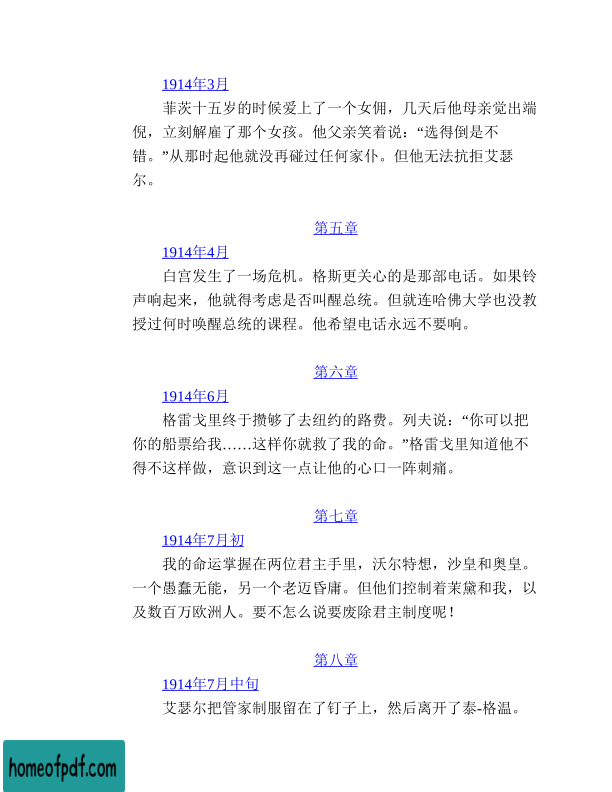 1914年3月
菲茨十五岁的时候爱上了一个女佣，几天后他母亲觉出端
倪，立刻解雇了那个女孩。他父亲笑着说：“选得倒是不
错。”从那时起他就没再碰过任何家仆。但他无法抗拒艾瑟
尔。
第五章
1914年4月
白宫发生了一场危机。格斯更关心的是那部电话。如果铃
声响起来，他就得考虑是否叫醒总统。但就连哈佛大学也没教
授过何时唤醒总统的课程。他希望电话永远不要响。
第六章
1914年6月
格雷戈里终于攒够了去纽约的路费。列夫说：“你可以把
你的船票给我……这样你就救了我的命。”格雷戈里知道他不
得不这样做，意识到这一点让他的心口一阵刺痛。
第七章
1914年7月初
我的命运掌握在两位君主手里，沃尔特想，沙皇和奥皇。
一个愚蠢无能，另一个老迈昏庸。但他们控制着茉黛和我，以
及数百万欧洲人。要不怎么说要废除君主制度呢！
第八章
1914年7月中旬
艾瑟尔把管家制服留在了钉子上，然后离开了泰-格温。
homeofpdf.com